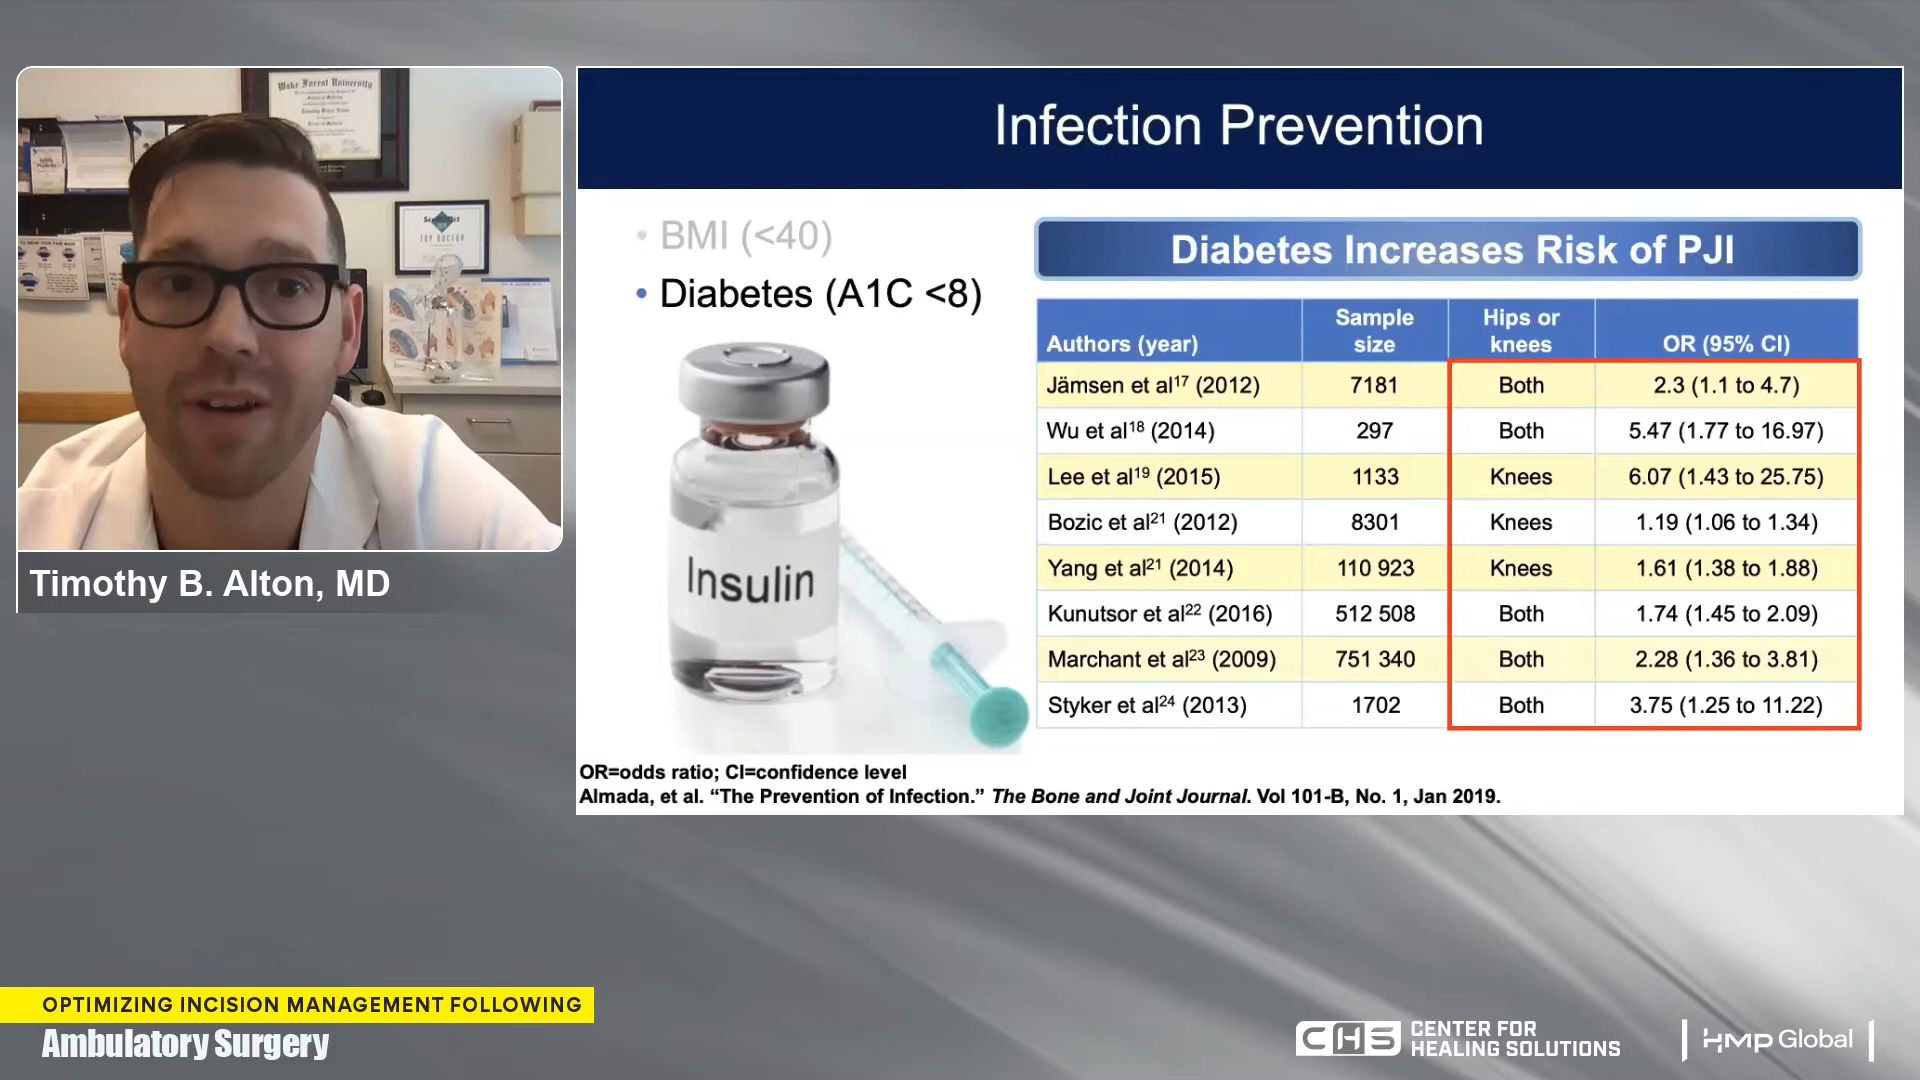 Wake Forest University
TOP DOCTOR
Timothy B. Alton, MD
Infection Prevention
• BMI (<40)
• Diabetes (A1C <8)
Insulin
Diabetes Increases Risk of PJI
Authors (year) Sample size Hips or knees OR (95% CI)
Jämsen et al17 (2012) 7181 Both 2.3 (1.1 to 4.7)
Wu et al18 (2014) 297 Both 5.47 (1.77 to 16.97)
Lee et al19 (2015) 1133 Knees 6.07 (1.43 to 25.75)
Bozic et al21 (2012) 8301 Knees 1.19 (1.06 to 1.34)
Yang et al21 (2014) 110 923 Knees 1.61 (1.38 to 1.88)
Kunutsor et al22 (2016) 512 508 Both 1.74 (1.45 to 2.09)
Marchant et al23 (2009) 751 340 Both 2.28 (1.36 to 3.81)
Styker et al24 (2013) 1702 Both 3.75 (1.25 to 11.22)
OR=odds ratio; CI=confidence level
Almada, et al. “The Prevention of Infection.” The Bone and Joint Journal. Vol 101-B, No. 1, Jan 2019.
OPTIMIZING INCISION MANAGEMENT FOLLOWING
Ambulatory Surgery
CHS CENTER FOR
HEALING SOLUTIONS
HMP Global